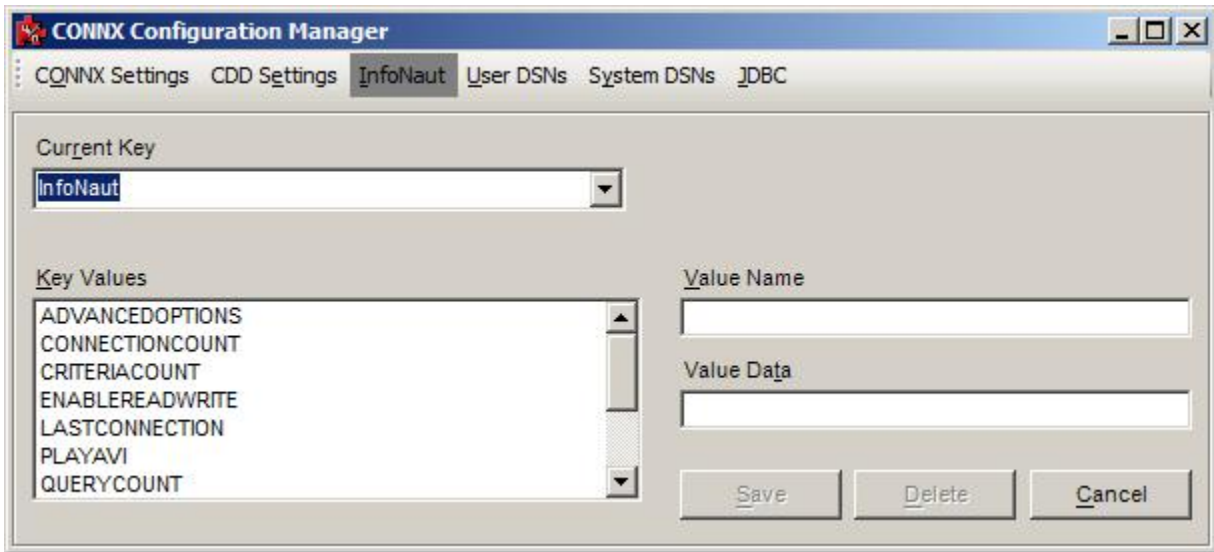 CONNX Configuration Manager
CONNX Settings CDD Settings InfoNaut User DSNs System DSNs JDBC
Current Key
InfoNaut
Key Values
ADVANCEDOPTIONS
CONNECTIONCOUNT
CRITERIACOUNT
ENABLEREADWRITE
LASTCONNECTION
PLAYAVI
QUERYCOUNT
Value Name
Value Data
Save Delete Cancel